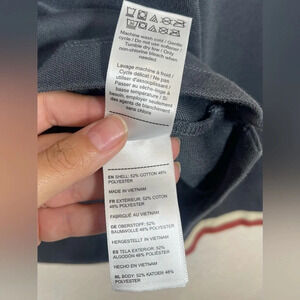 Machine wash cold / Gentle
cycle / Do not use softener /
Tumble dry low / Only
non-chlorine bleach when
needed
Lavage machine à froid /
Cycle délicat / Ne pas
utiliser d'assouplissant /
Passer au sèche-linge à
basse température / Si
besoin, employer seulement
des agents de blanchiment
sans chlore
EN SHELL: 52% COTTON 48%
POLYESTER
MADE IN VIETNAM
FR EXTÉRIEUR: 52% COTON
48% POLYESTER
FABRIQUÉ AU VIETNAM
DE OBERSTOFF: 52%
BAUMWOLLE 48% POLYESTER
HERGESTELLT IN VIETNAM
ES TELA EXTERIOR: 52%
ALGODÓN 48% POLIÉSTER
HECHO EN VIETNAM
NL BODY: 52% KATOEN 48%
POLYESTER